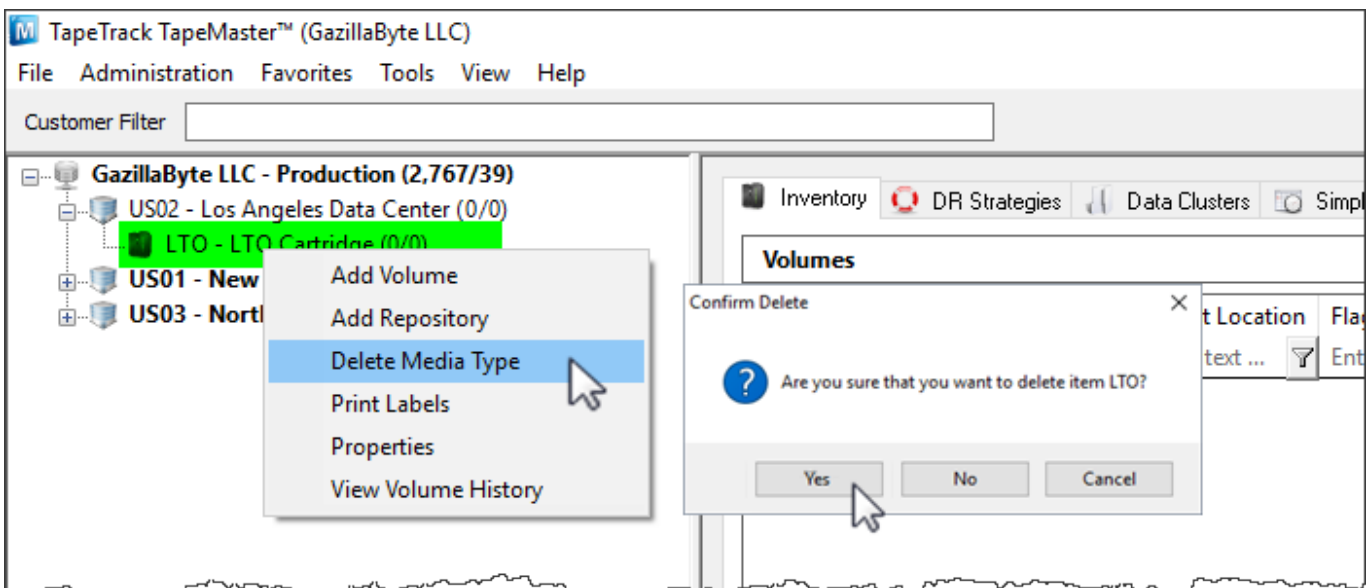 TapeTrack TapeMaster™ (GazillaByte LLC)
File Administration Favorites Tools View Help
Customer Filter
GazillaByte LLC - Production (2,767/39)
US02 - Los Angeles Data Center (0/0)
LTO - LTO Cartridge (0/0)
US01 - New
US03 - North
Add Volume
Add Repository
Delete Media Type
Print Labels
Properties
View Volume History
Inventory DR Strategies Data Clusters Simpl
Volumes
t Location Flag
text ... Ent
Confirm Delete
Are you sure that you want to delete item LTO?
Yes No Cancel